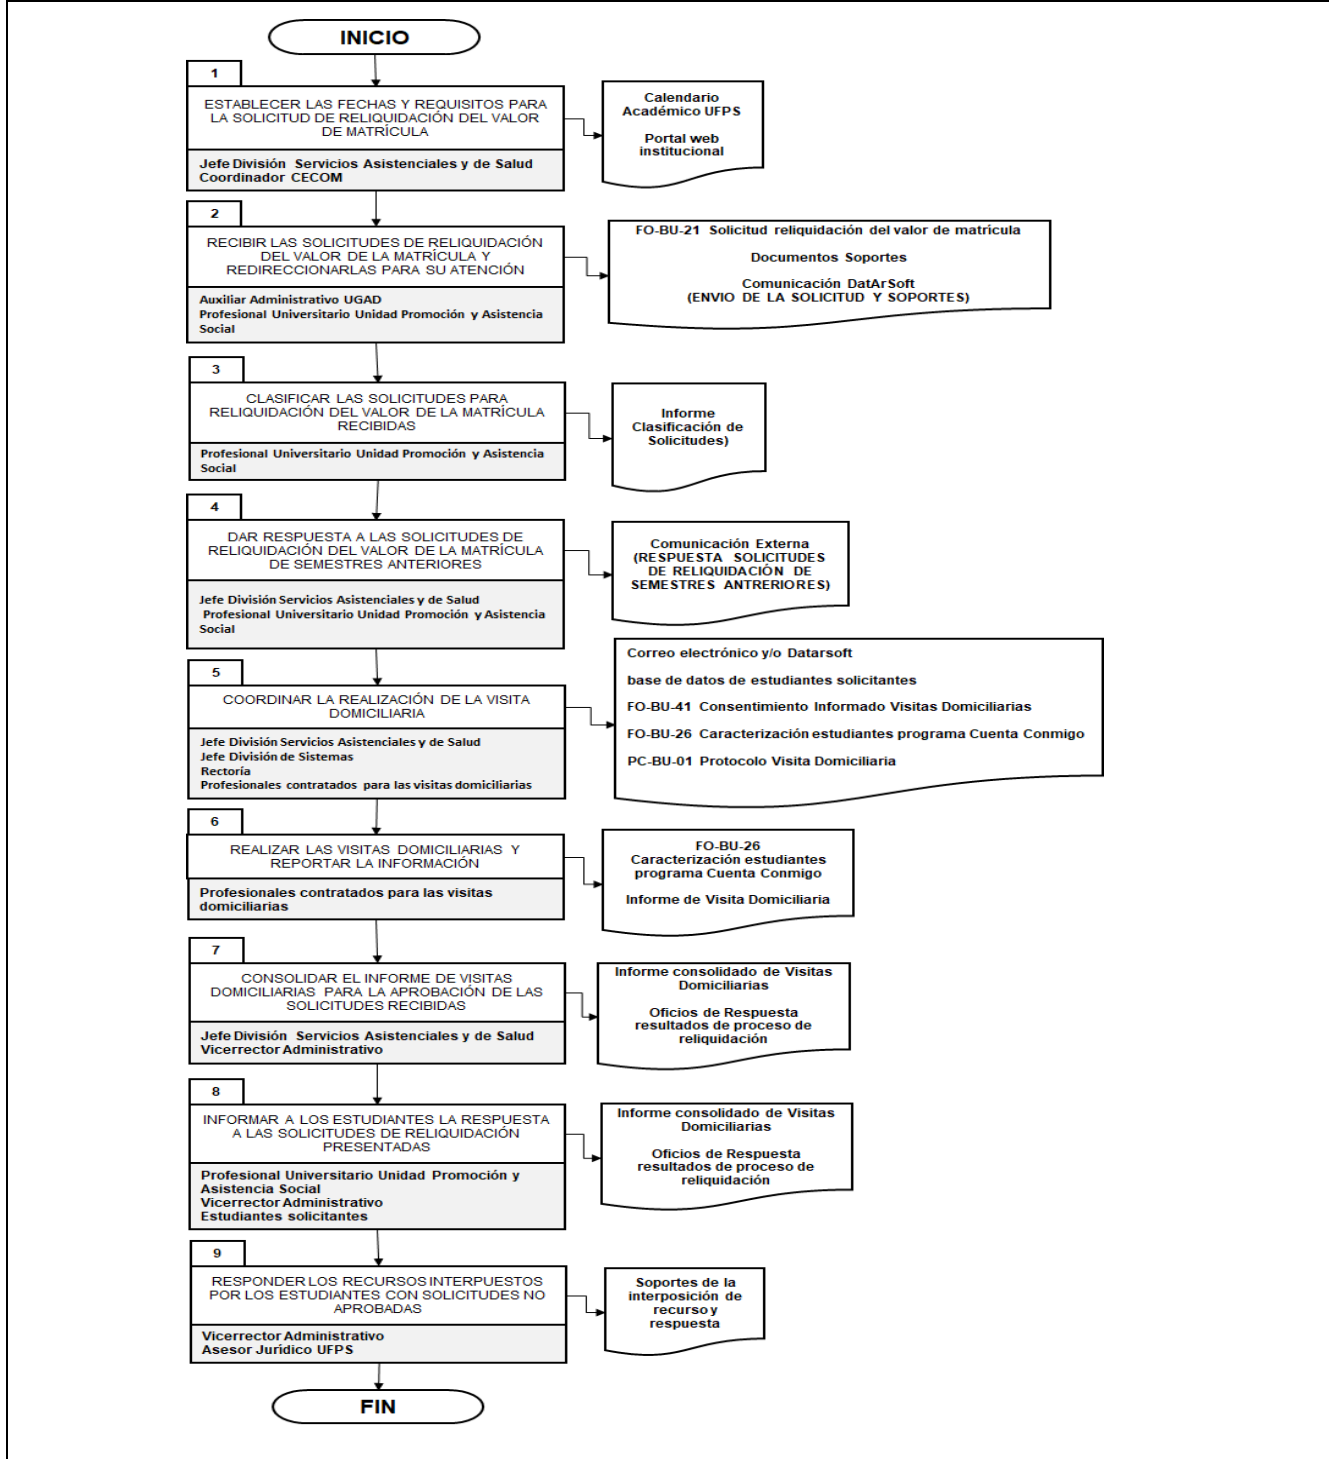 INICIO
1
ESTABLECER LAS FECHAS Y REQUISITOS PARA
LA SOLICITUD DE RELIQUIDACIÓN DEL VALOR
DE MATRÍCULA
Jefe División Servicios Asistenciales y de Salud
Coordinador CECOM
Calendario
Académico UFPS
Portal web
institucional
2
RECIBIR LAS SOLICITUDES DE RELIQUIDACIÓN
DEL VALOR DE LA MATRÍCULA Y
REDIRECCIONARLAS PARA SU ATENCIÓN
Auxiliar Administrativo UGAD
Profesional Universitario Unidad Promoción y Asistencia
Social
FO-BU-21 Solicitud reliquidación del valor de matrícula
Documentos Soportes
Comunicación DatArSoft
(ENVIO DE LA SOLICITUD Y SOPORTES)
3
CLASIFICAR LAS SOLICITUDES PARA
RELIQUIDACIÓN DEL VALOR DE LA MATRÍCULA
RECIBIDAS
Profesional Universitario Unidad Promoción y Asistencia
Social
Informe
Clasificación de
Solicitudes)
4
DAR RESPUESTA A LAS SOLICITUDES DE
RELIQUIDACIÓN DEL VALOR DE LA MATRÍCULA
DE SEMESTRES ANTERIORES
Jefe División Servicios Asistenciales y de Salud
Profesional Universitario Unidad Promoción y Asistencia
Social
Comunicación Externa
(RESPUESTA SOLICITUDES
DE RELIQUIDACIÓN DE
SEMESTRES ANTRERIORES)
5
COORDINAR LA REALIZACIÓN DE LA VISITA
DOMICILIARIA
Jefe División Servicios Asistenciales y de Salud
Jefe División de Sistemas
Rectoría
Profesionales contratados para las visitas domiciliarias
Correo electrónico y/o Datarsoft
base de datos de estudiantes solicitantes
FO-BU-41 Consentimiento Informado Visitas Domiciliarias
FO-BU-26 Caracterización estudiantes programa Cuenta Conmigo
PC-BU-01 Protocolo Visita Domiciliaria
6
REALIZAR LAS VISITAS DOMICILIARIAS Y
REPORTAR LA INFORMACIÓN
Profesionales contratados para las visitas
domiciliarias
FO-BU-26
Caracterización estudiantes
programa Cuenta Conmigo
Informe de Visita Domiciliaria
7
CONSOLIDAR EL INFORME DE VISITAS
DOMICILIARIAS PARA LA APROBACIÓN DE LAS
SOLICITUDES RECIBIDAS
Jefe División Servicios Asistenciales y de Salud
Vicerrector Administrativo
Informe consolidado de Visitas
Domiciliarias
Oficios de Respuesta
resultados de proceso de
reliquidación
8
INFORMAR A LOS ESTUDIANTES LA RESPUESTA
A LAS SOLICITUDES DE RELIQUIDACIÓN
PRESENTADAS
Profesional Universitario Unidad Promoción y
Asistencia Social
Vicerrector Administrativo
Estudiantes solicitantes
Informe consolidado de Visitas
Domiciliarias
Oficios de Respuesta
resultados de proceso de
reliquidación
9
RESPONDER LOS RECURSOS INTERPUESTOS
POR LOS ESTUDIANTES CON SOLICITUDES NO
APROBADAS
Vicerrector Administrativo
Asesor Jurídico UFPS
Soportes de la
interposición de
recurso y
respuesta
FIN